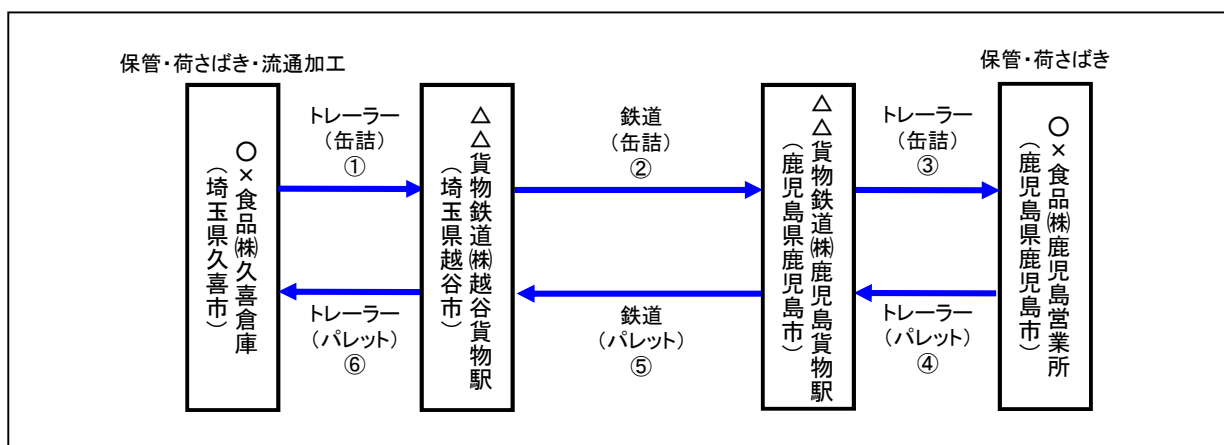 保管・荷さばき・流通加工
保管・荷さばき
○×食品㈱久喜倉庫
（埼玉県久喜市）
トレーラー
（缶詰）
①
△△貨物鉄道㈱越谷貨物駅
（埼玉県越谷市）
鉄道
（缶詰）
②
△△貨物鉄道㈱鹿児島貨物駅
（鹿児島県鹿児島市）
トレーラー
（缶詰）
③
○×食品㈱鹿児島営業所
（鹿児島県鹿児島市）
トレーラー
（パレット）
⑥
鉄道
（パレット）
⑤
トレーラー
（パレット）
④